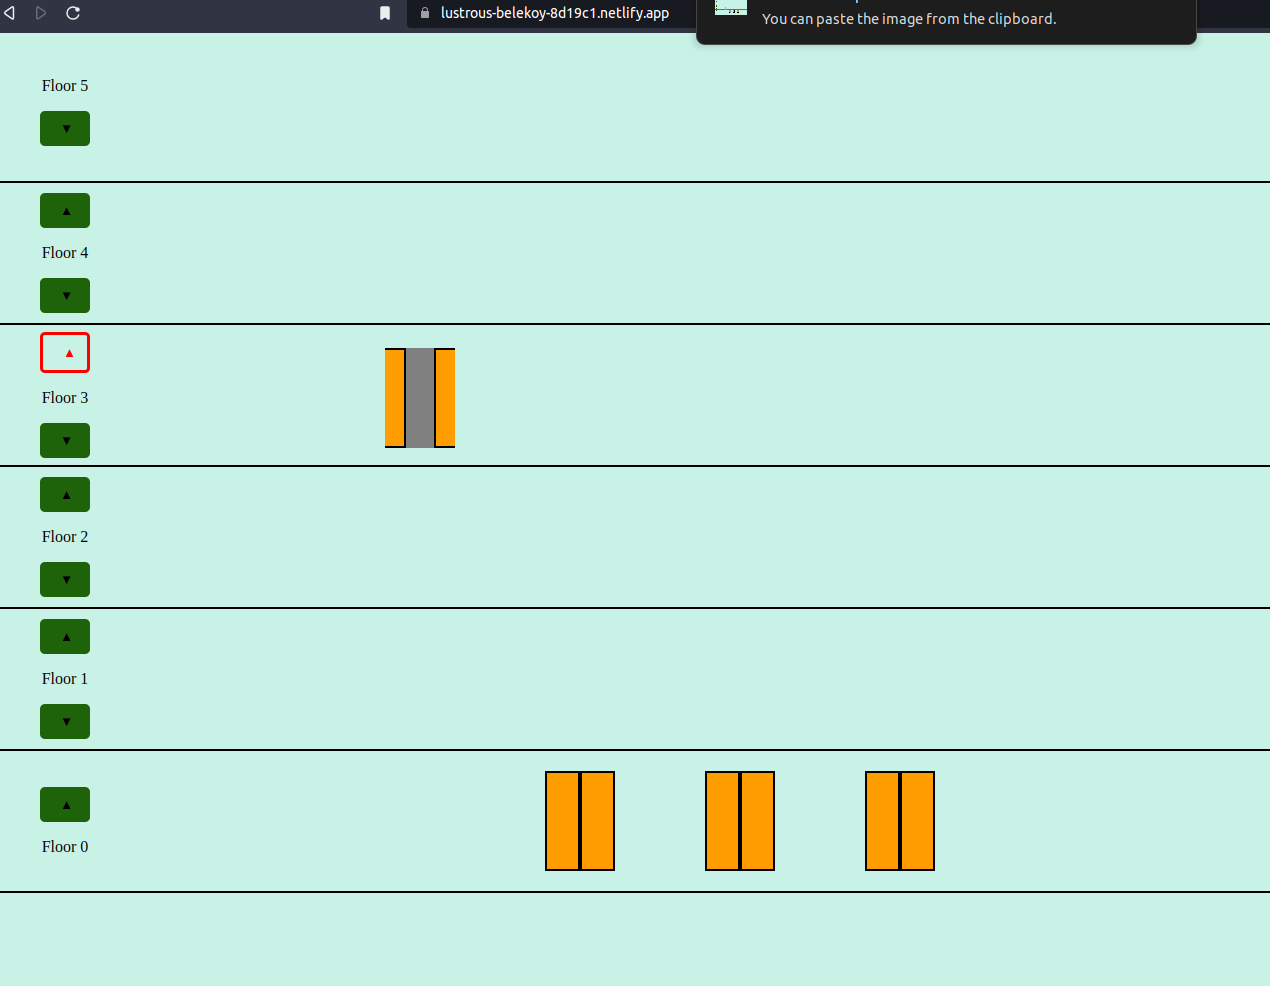 lustrous-belekoy-8d19c1.netlify.app
You can paste the image from the clipboard.
Floor 5
▼
▲
Floor 4
▼
▲
Floor 3
▼
▲
Floor 2
▼
▲
Floor 1
▼
▲
Floor 0